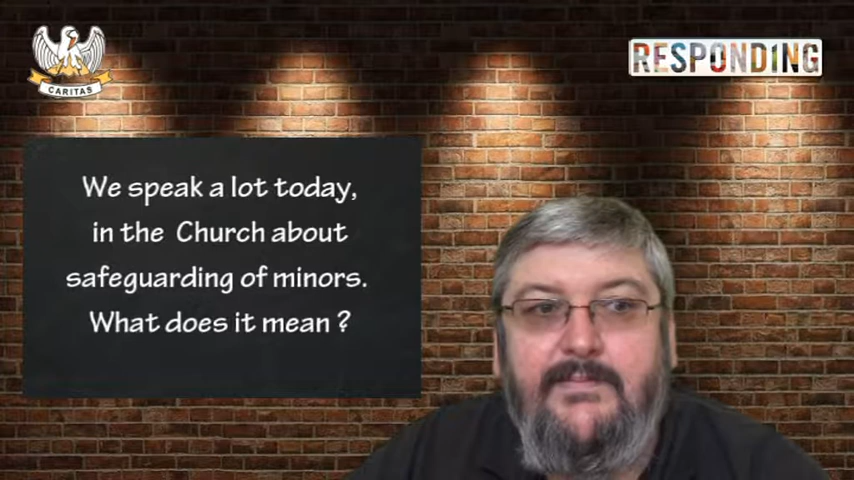 CARITAS
RESPONDING
We speak a lot today,
in the Church about
safeguarding of minors.
What does it mean ?